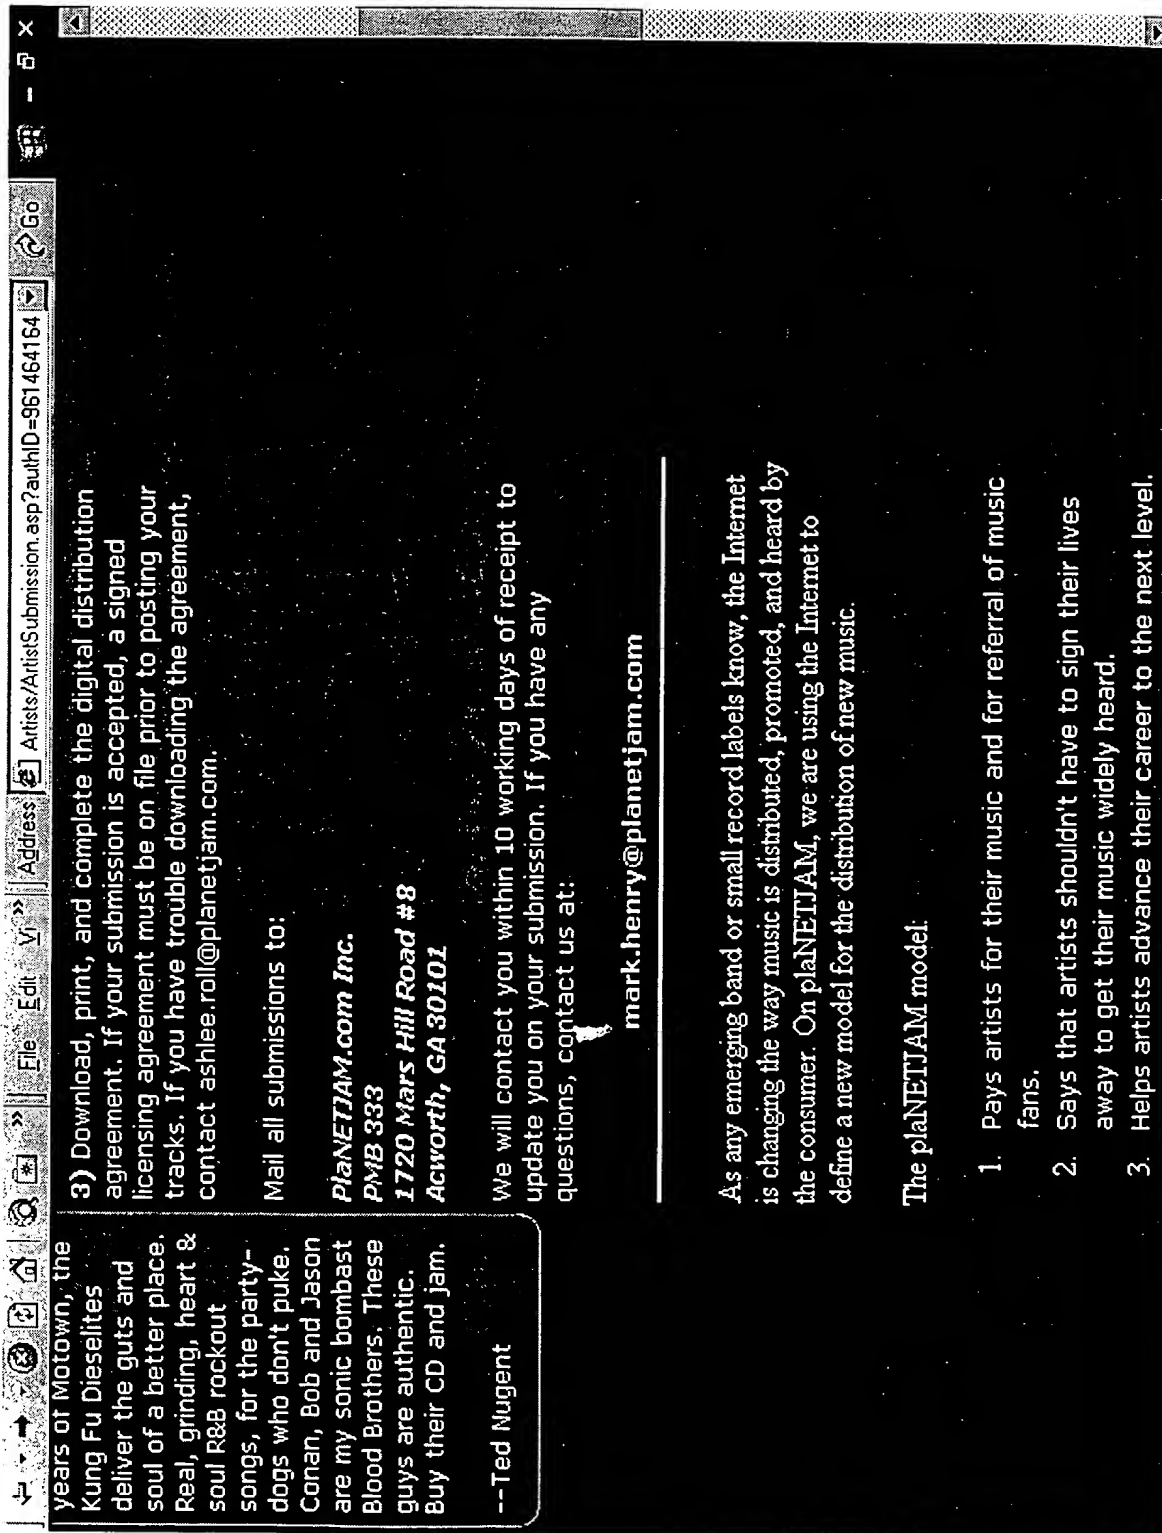 File Edit Vi » Address Artists/ArtistSubmission.asp?authID=961464164 Go
years of Motown, the
Kung Fu Dieselites
deliver the guts and
soul of a better place.
Real, grinding, heart &
soul R&B rockout
songs, for the party-
dogs who don't puke.
Conan, Bob and Jason
are my sonic bombast
Blood Brothers. These
guys are authentic.
Buy their CD and jam.
--Ted Nugent
3) Download, print, and complete the digital distribution
agreement. If your submission is accepted, a signed
licensing agreement must be on file prior to posting your
tracks. If you have trouble downloading the agreement,
contact ashlee.roll@planetjam.com.
Mail all submissions to:
PlaNETJAM.com Inc.
PMB 333
1720 Mars Hill Road #8
Acworth, GA 30101
We will contact you within 10 working days of receipt to
update you on your submission. If you have any
questions, contact us at:
mark.henry@planetjam.com
As any emerging band or small record labels know, the Internet
is changing the way music is distributed, promoted, and heard by
the consumer. On plaNETJAM, we are using the Internet to
define a new model for the distribution of new music.
The plaNETJAM model:
1. Pays artists for their music and for referral of music
fans.
2. Says that artists shouldn't have to sign their lives
away to get their music widely heard.
3. Helps artists advance their career to the next level.